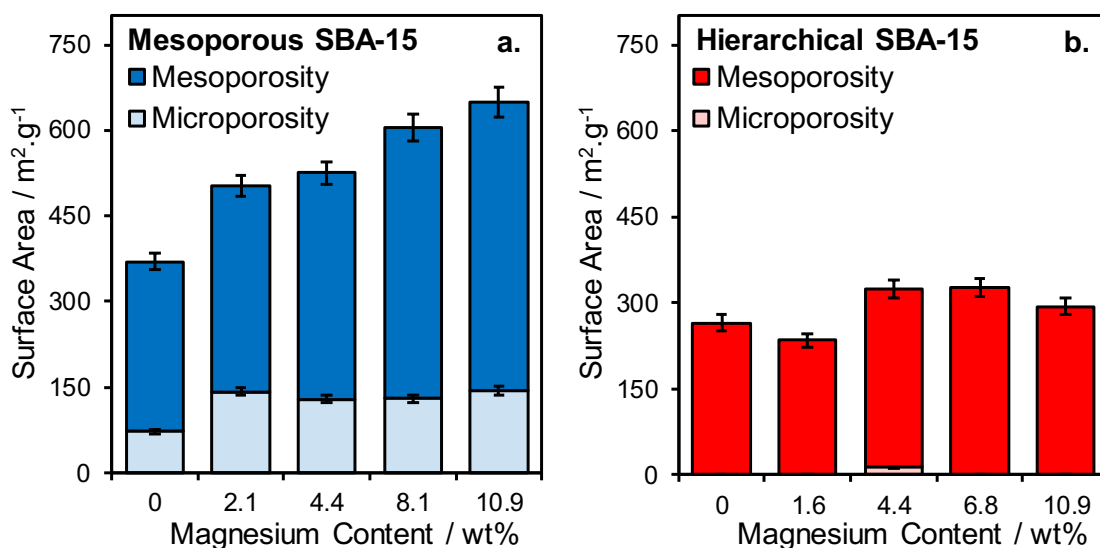 Mesoporous SBA-15 a.
Mesoporosity
Microporosity
750
600
450
300
150
0
Surface Area / m².g⁻¹
0 2.1 4.4 8.1 10.9
Magnesium Content / wt%
Hierarchical SBA-15 b.
Mesoporosity
Microporosity
750
600
450
300
150
0
Surface Area / m².g⁻¹
0 1.6 4.4 6.8 10.9
Magnesium Content / wt%